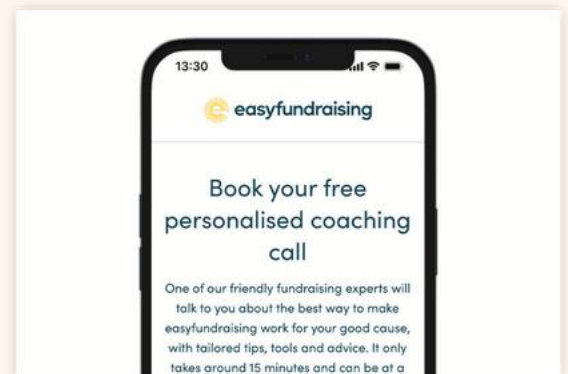 13:30
easyfundraising
Book your free
personalised coaching
call
One of our friendly fundraising experts will
talk to you about the best way to make
easyfundraising work for your good cause,
with tailored tips, tools and advice. It only
takes around 15 minutes and can be at a